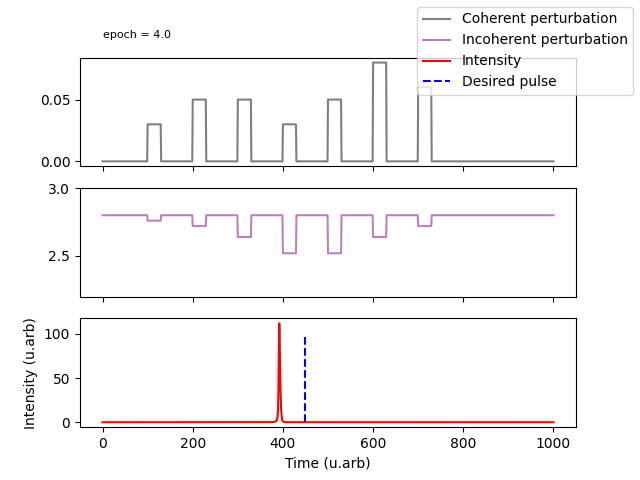 epoch = 4.0
Coherent perturbation
Incoherent perturbation
Intensity
Desired pulse
0.05
0.00
3.0
2.5
100
50
0
Intensity (u.arb)
0 200 400 600 800 1000
Time (u.arb)